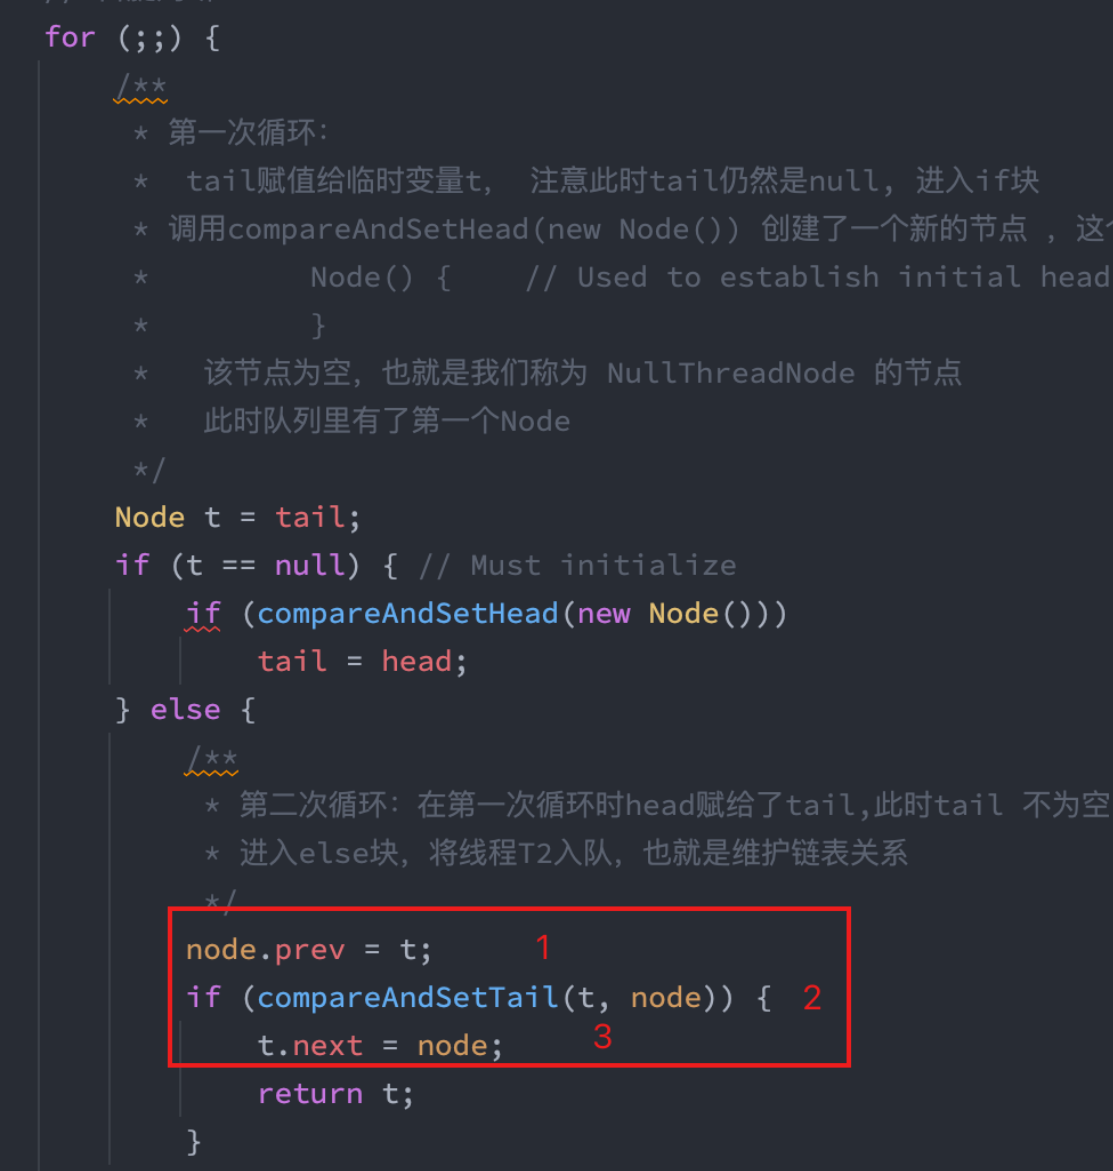 for (;;) {
/**
* 第一次循环:
* tail赋值给临时变量t, 注意此时tail仍然是null, 进入if块
* 调用compareAndSetHead(new Node()) 创建了一个新的节点 , 这
* Node() { // Used to establish initial head
* }
* 该节点为空, 也就是我们称为 NullThreadNode 的节点
* 此时队列里有了第一个Node
*/
Node t = tail;
if (t == null) { // Must initialize
if (compareAndSetHead(new Node()))
tail = head;
} else {
/**
* 第二次循环: 在第一次循环时head赋给了tail,此时tail 不为空
* 进入else块, 将线程T2入队, 也就是维护链表关系
*/
node.prev = t; 1
if (compareAndSetTail(t, node)) { 2
t.next = node; 3
return t;
}